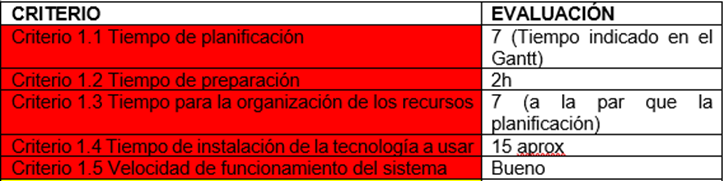 CRITERIO EVALUACIÓN
Criterio 1.1 Tiempo de planificación 7 (Tiempo indicado en el
Gantt)
Criterio 1.2 Tiempo de preparación 2h
Criterio 1.3 Tiempo para la organización de los recursos 7 (a la par que la
planificación)
Criterio 1.4 Tiempo de instalación de la tecnología a usar 15 aprox
Criterio 1.5 Velocidad de funcionamiento del sistema Bueno